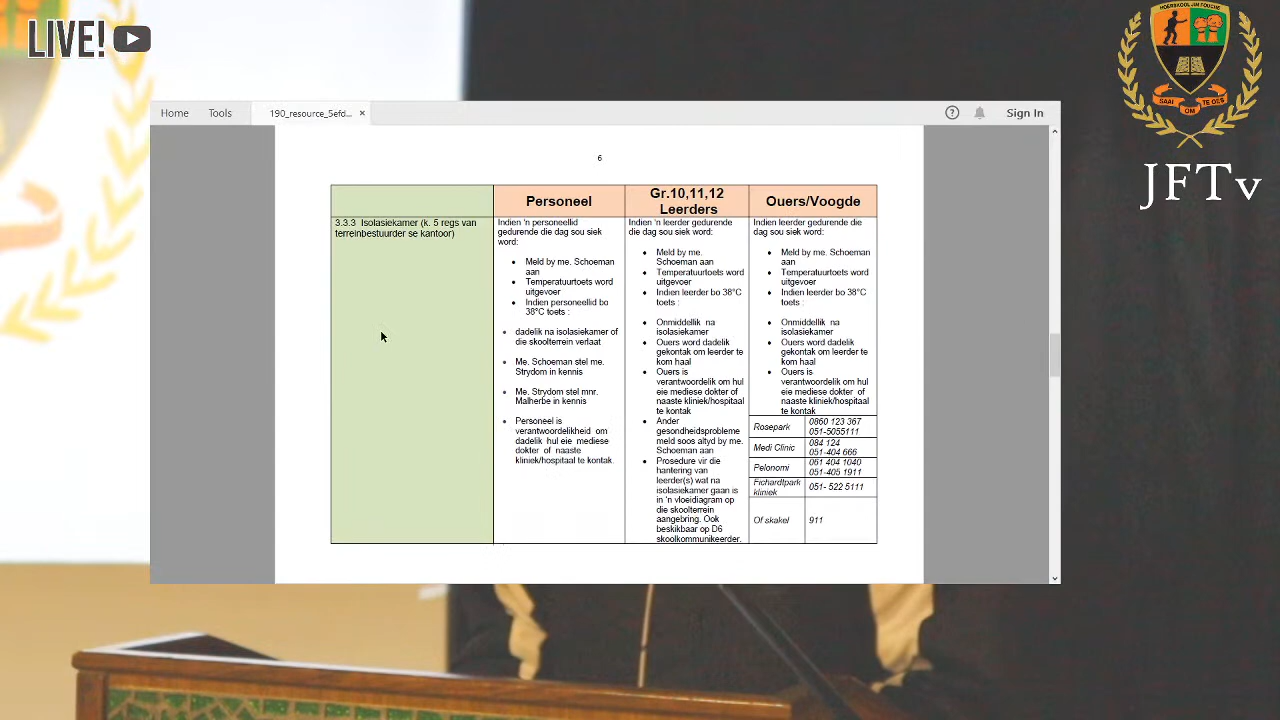 LIVE!
HOËRSKOOL JIM FOUCHÉ
SAAI OM TE OES
JFTv
Home Tools 190_resource_5efd... ×
? Sign In
6
Personeel
Gr.10,11,12
Leerders
Ouers/Voogde
3.3.3 Isolasiekamer (k. 5 regs van
terreinbestuurder se kantoor)
Indien 'n personeellid
gedurende die dag sou siek
word:
• Meld by me. Schoeman
aan
• Temperatuurtoets word
uitgevoer
• Indien personeellid bo
38°C toets :
• dadelik na isolasiekamer of
die skoolterrein verlaat
• Me. Schoeman stel me.
Strydom in kennis
• Me. Strydom stel mnr.
Malherbe in kennis
• Personeel is
verantwoordelikheid om
dadelik hul eie mediese
dokter of naaste
kliniek/hospitaal te kontak.
Indien 'n leerder gedurende
die dag sou siek word:
• Meld by me.
Schoeman aan
• Temperatuurtoets word
uitgevoer
• Indien leerder bo 38°C
toets :
• Onmiddellik na
isolasiekamer
• Ouers word dadelik
gekontak om leerder te
kom haal
• Ouers is
verantwoordelik om hul
eie mediese dokter of
naaste kliniek/hospitaal
te kontak
• Ander
gesondheidsprobleme
meld soos altyd by me.
Schoeman aan
• Prosedure vir die
hantering van
leerder(s) wat na
isolasiekamer gaan is
in 'n vloeidiagram op
die skoolterrein
aangebring. Ook
beskikbaar op D6
skoolkommunikeerder.
Indien leerder gedurende die
dag sou siek word:
• Meld by me. Schoeman
aan
• Temperatuurtoets word
uitgevoer
• Indien leerder bo 38°C
toets :
• Onmiddellik na
isolasiekamer
• Ouers word dadelik
gekontak om leerder te
kom haal
• Ouers is
verantwoordelik om hul
eie mediese dokter of
naaste kliniek/hospitaal
te kontak
Rosepark 0860 123 367
051-5055111
Medi Clinic 084 124
051-404 666
Pelonomi 061 404 1040
051-405 1911
Fichardtpark
kliniek 051- 522 5111
Of skakel 911